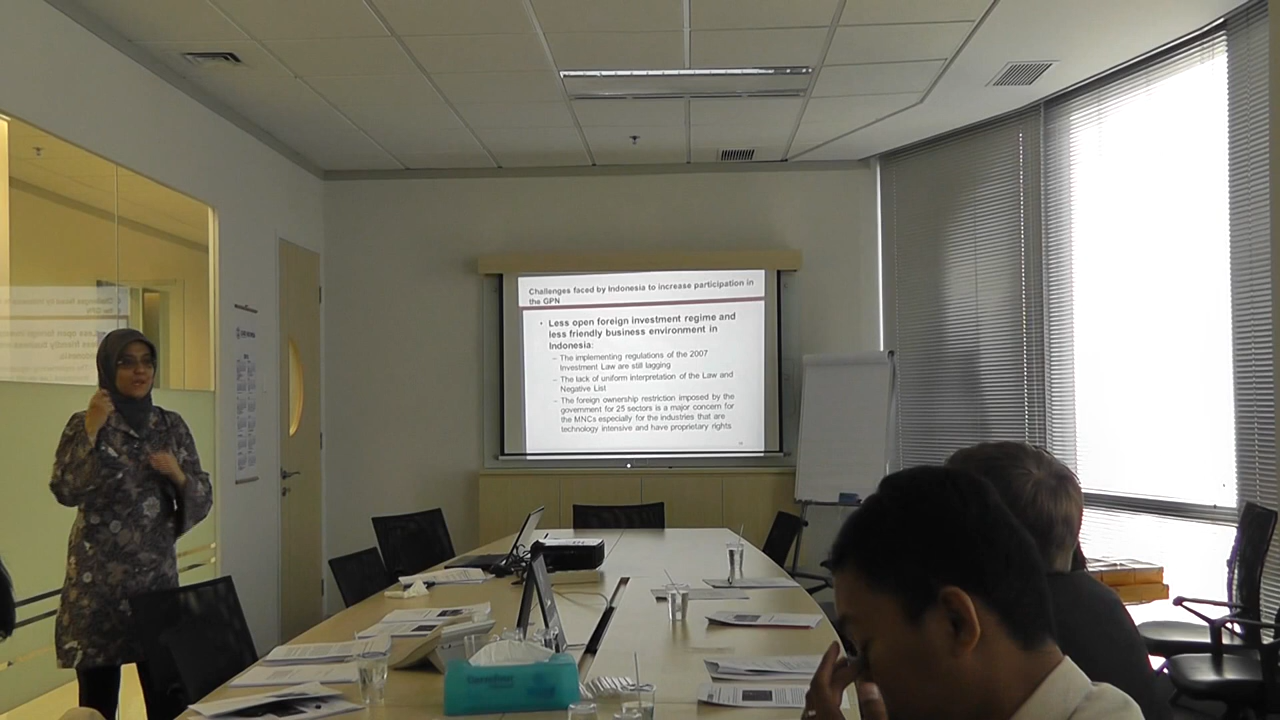 Challenges faced by Indonesia to increase participation in
the GPN
• Less open foreign investment regime and
less friendly business environment in
Indonesia:
– The implementing regulations of the 2007
Investment Law are still lagging
– The lack of uniform interpretation of the Law and
Negative List
– The foreign ownership restriction imposed by the
government for 25 sectors is a major concern for
the MNCs especially for the industries that are
technology intensive and have proprietary rights